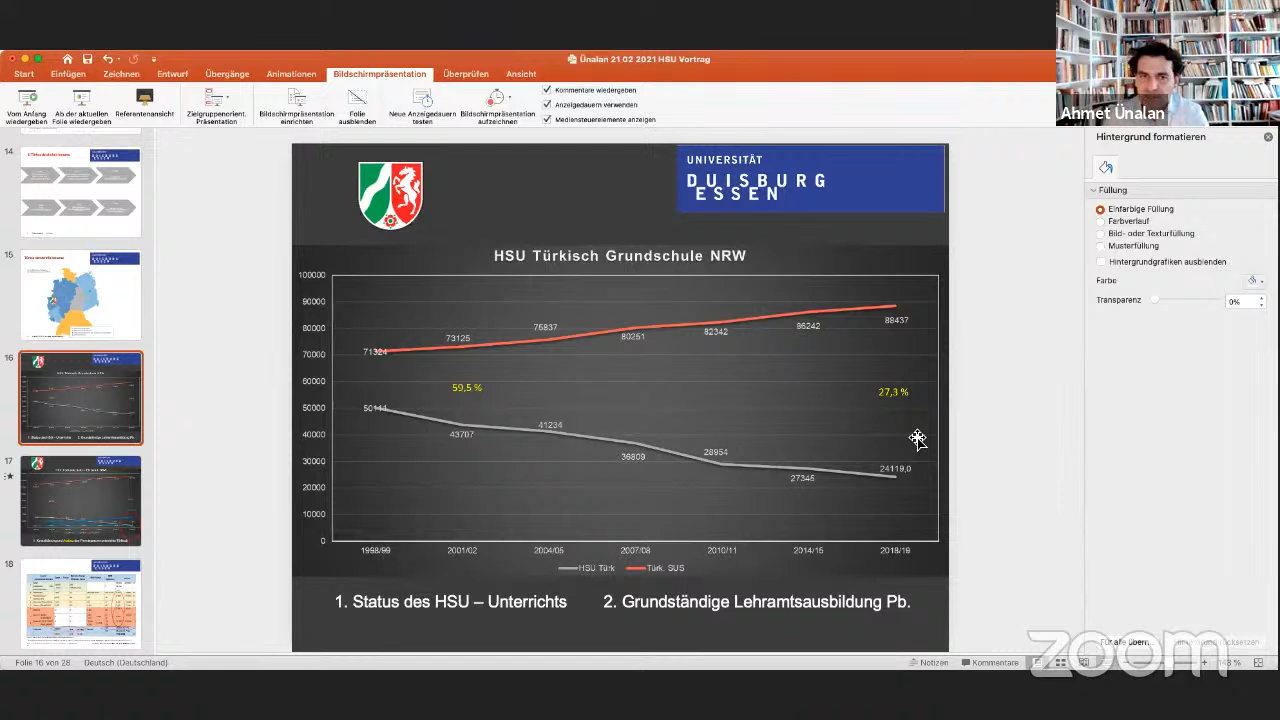 Ünalan 21 02 2021 HSU Vortrag
Start Einfügen Zeichnen Entwurf Übergänge Animationen Bildschirmpräsentation Überprüfen Ansicht
Vom Anfang wiedergeben
Ab der aktuellen Folie wiedergeben
Referentenansicht
Zielgruppenorient. Präsentation
Bildschirmpräsentation einrichten
Folie ausblenden
Neue Anzeigedauern testen
Bildschirmpräsentation aufzeichnen
Kommentare wiedergeben
Anzeigedauern verwenden
Mediensteuerelemente anzeigen
Ahmet Ünalan
14
15
16
17
18
UNIVERSITÄT
DUISBURG
ESSEN
HSU Türkisch Grundschule NRW
100000
90000
80000
70000
60000
50000
40000
30000
20000
10000
0
71324 73125 75837 80251 82342 86242 88437
59,5 % 27,3 %
50111 43707 41234 36809 28954 27345 24119,0
1998/99 2001/02 2004/05 2007/08 2010/11 2014/15 2018/19
HSU Türk Türk. SUS
1. Status des HSU – Unterrichts 2. Grundständige Lehramtsausbildung Pb.
Hintergrund formatieren
Füllung
Einfarbige Füllung
Farbverlauf
Bild- oder Texturfüllung
Musterfüllung
Hintergrundgrafiken ausblenden
Farbe
Transparenz 0%
Folie 16 von 28 Deutsch (Deutschland)
Notizen Kommentare
zoom